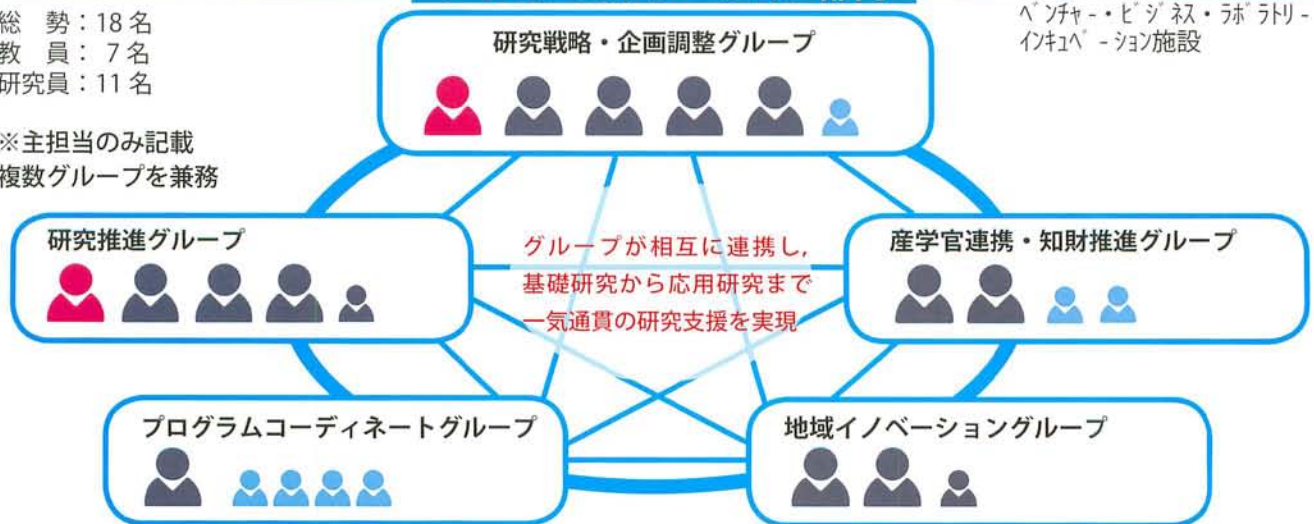 総　勢：18名
教　員： 7名
研究員：11名
※主担当のみ記載
複数グループを兼務
ﾍﾞﾝﾁｬｰ・ﾋﾞｼﾞﾈｽ・ﾗﾎﾞﾗﾄﾘｰ
ｲﾝｷｭﾍﾞｰｼｮﾝ施設
研究戦略・企画調整グループ
研究推進グループ
グループが相互に連携し,
基礎研究から応用研究まで
一気通貫の研究支援を実現
産学官連携・知財推進グループ
プログラムコーディネートグループ
地域イノベーショングループ